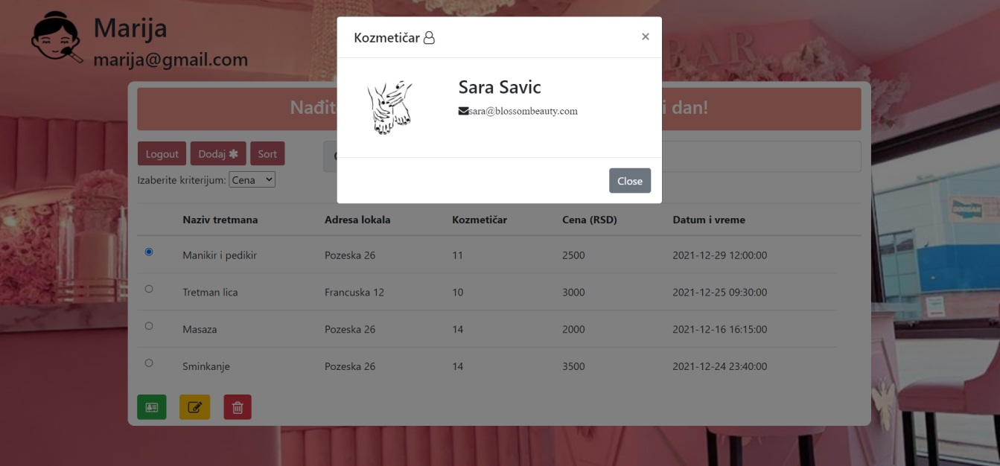 Marija
marija@gmail.com
Kozmetičar
×
Sara Savic
sara@blossombeauty.com
Close
BAR
i dan!
Logout
Dodaj ✱
Sort
Izaberite kriterijum: Cena
Naziv tretmana Adresa lokala Kozmetičar Cena (RSD) Datum i vreme
Manikir i pedikir Pozeska 26 11 2500 2021-12-29 12:00:00
Tretman lica Francuska 12 10 3000 2021-12-25 09:30:00
Masaza Pozeska 26 14 2000 2021-12-16 16:15:00
Sminkanje Pozeska 26 14 3500 2021-12-24 23:40:00